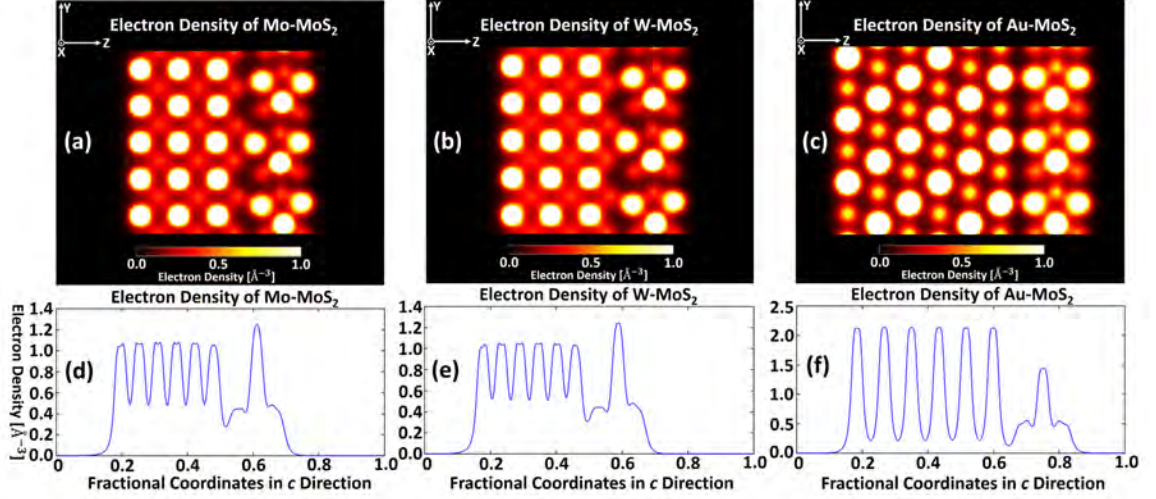 Y
Z
X
Electron Density of Mo-MoS₂
(a)
0.0 0.5 1.0
Electron Density [Å⁻³]
Y
Z
X
Electron Density of W-MoS₂
(b)
0.0 0.5 1.0
Electron Density [Å⁻³]
Y
Z
X
Electron Density of Au-MoS₂
(c)
0.0 0.5 1.0
Electron Density [Å⁻³]
Electron Density of Mo-MoS₂
Electron Density [Å⁻³]
1.4
1.2
1.0
0.8
0.6
0.4
0.2
0.0
(d)
0 0.2 0.4 0.6 0.8 1.0
Fractional Coordinates in c Direction
Electron Density of W-MoS₂
1.4
1.2
1.0
0.8
0.6
0.4
0.2
0.0
(e)
0 0.2 0.4 0.6 0.8 1.0
Fractional Coordinates in c Direction
Electron Density of Au-MoS₂
2.5
2.0
1.5
1.0
0.5
0.0
(f)
0 0.2 0.4 0.6 0.8 1.0
Fractional Coordinates in c Direction